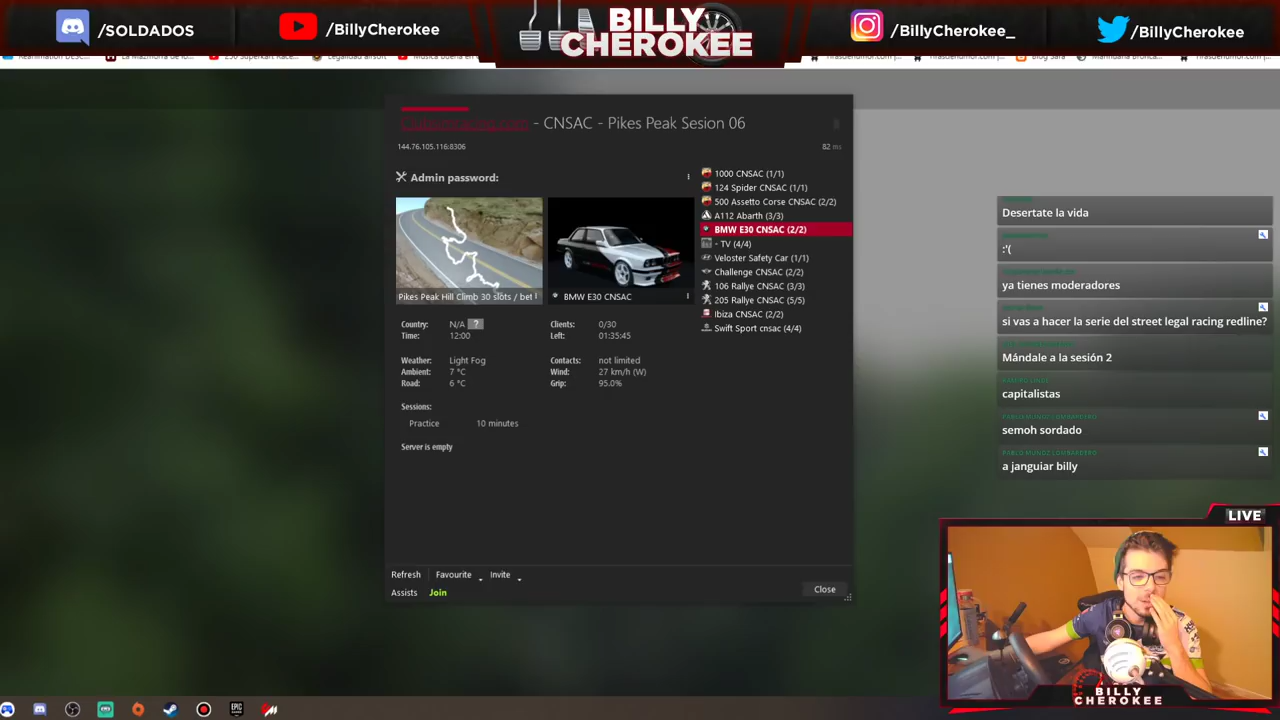 /SOLDADOS
/BillyCherokee
BILLY
CHEROKEE
/BillyCherokee_
/BillyCherokee
- CNSAC - Pikes Peak Sesion 06
144.76.105.116:8306
82 ms
Admin password:
Pikes Peak Hill Climb 30 slots / bet
BMW E30 CNSAC
1000 CNSAC (1/1)
124 Spider CNSAC (1/1)
500 Assetto Corse CNSAC (2/2)
A112 Abarth (3/3)
BMW E30 CNSAC (2/2)
- TV (4/4)
Veloster Safety Car (1/1)
Challenge CNSAC (2/2)
106 Rallye CNSAC (3/3)
205 Rallye CNSAC (5/5)
Ibiza CNSAC (2/2)
Swift Sport cnsac (4/4)
Country: N/A ?
Time: 12:00
Weather: Light Fog
Ambient: 7 °C
Road: 6 °C
Clients: 0/30
Left: 01:35:45
Contacts: not limited
Wind: 27 km/h (W)
Grip: 95.0%
Sessions:
Practice 10 minutes
Server is empty
Refresh Favourite Invite
Assists Join
Close
Desertate la vida
:'(
ya tienes moderadores
si vas a hacer la serie del street legal racing redline?
Mándale a la sesión 2
capitalistas
PABLO MUÑOZ LOMBARDERO
semoh sordado
PABLO MUÑOZ LOMBARDERO
a janguiar billy
LIVE
BILLY
CHEROKEE
EPIC